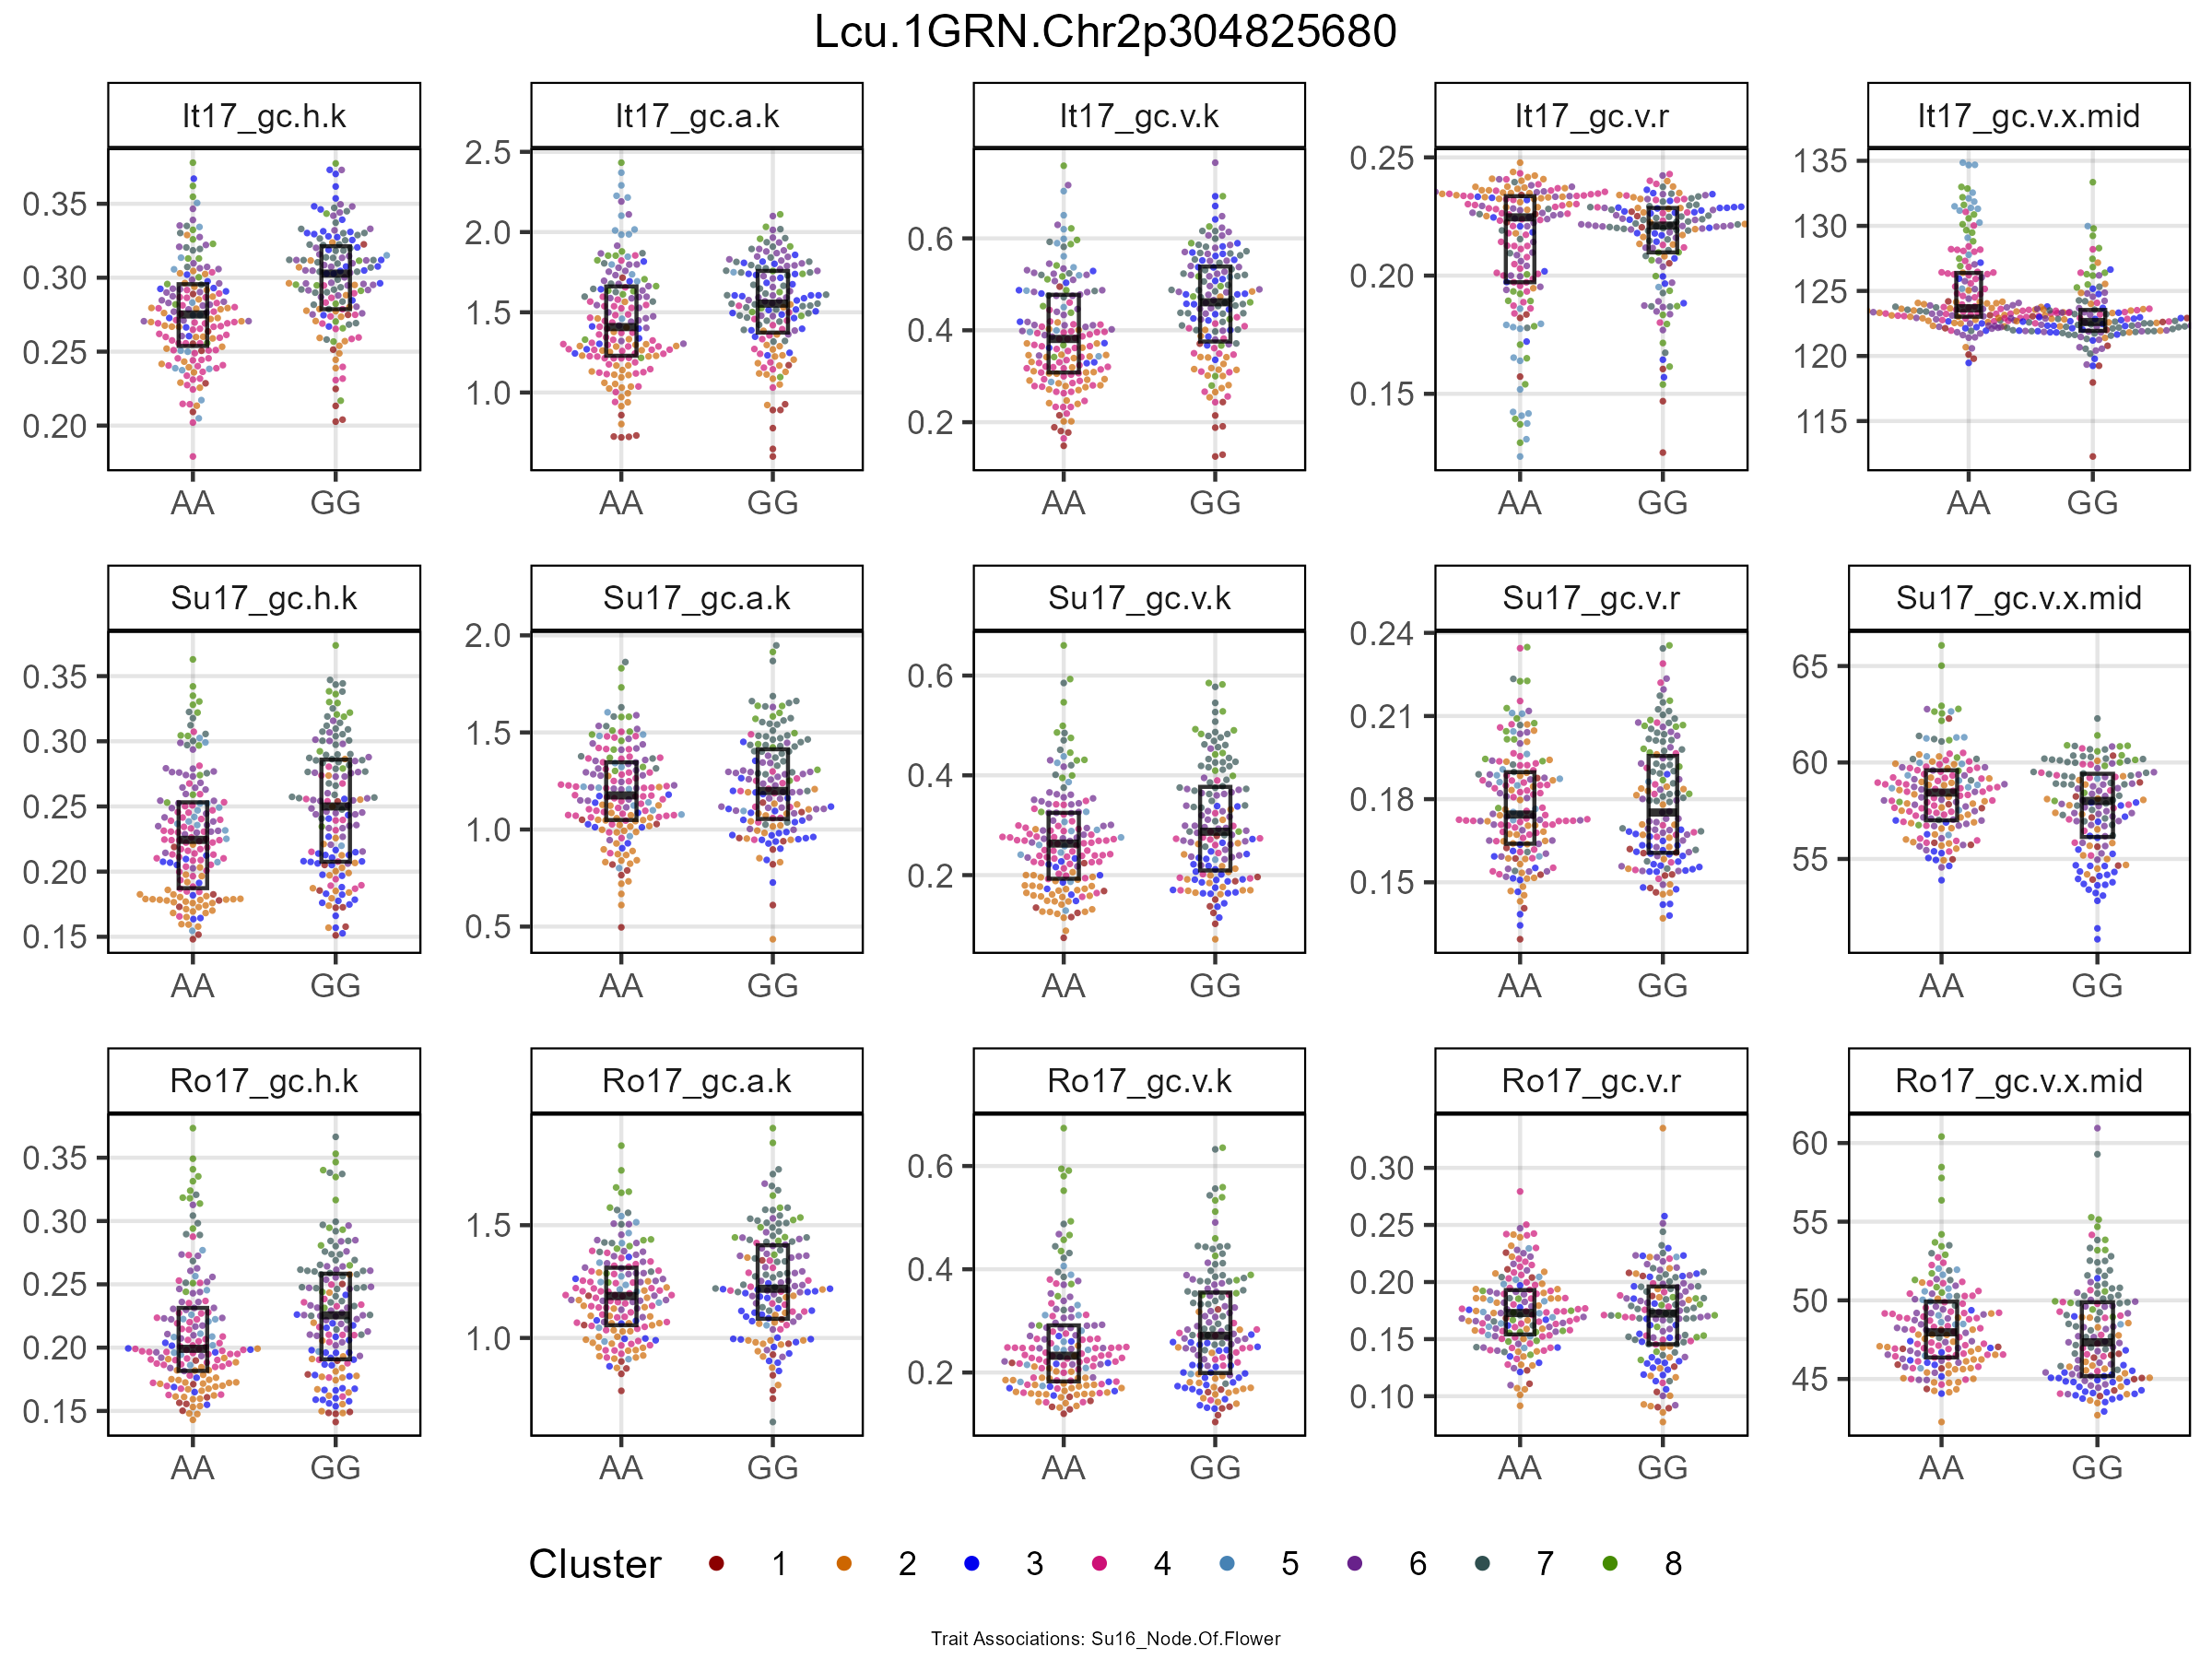 Lcu.1GRN.Chr2p304825680
It17_gc.h.k It17_gc.a.k It17_gc.v.k It17_gc.v.r It17_gc.v.x.mid
0.35 0.30 0.25 0.20
2.5 2.0 1.5 1.0
0.6 0.4 0.2
0.25 0.20 0.15
135 130 125 120 115
AA GG AA GG AA GG AA GG AA GG
Su17_gc.h.k Su17_gc.a.k Su17_gc.v.k Su17_gc.v.r Su17_gc.v.x.mid
0.35 0.30 0.25 0.20 0.15
2.0 1.5 1.0 0.5
0.6 0.4 0.2
0.24 0.21 0.18 0.15
65 60 55
AA GG AA GG AA GG AA GG AA GG
Ro17_gc.h.k Ro17_gc.a.k Ro17_gc.v.k Ro17_gc.v.r Ro17_gc.v.x.mid
0.35 0.30 0.25 0.20 0.15
1.5 1.0
0.6 0.4 0.2
0.30 0.25 0.20 0.15 0.10
60 55 50 45
AA GG AA GG AA GG AA GG AA GG
Cluster 1 2 3 4 5 6 7 8
Trait Associations: Su16_Node.Of.Flower